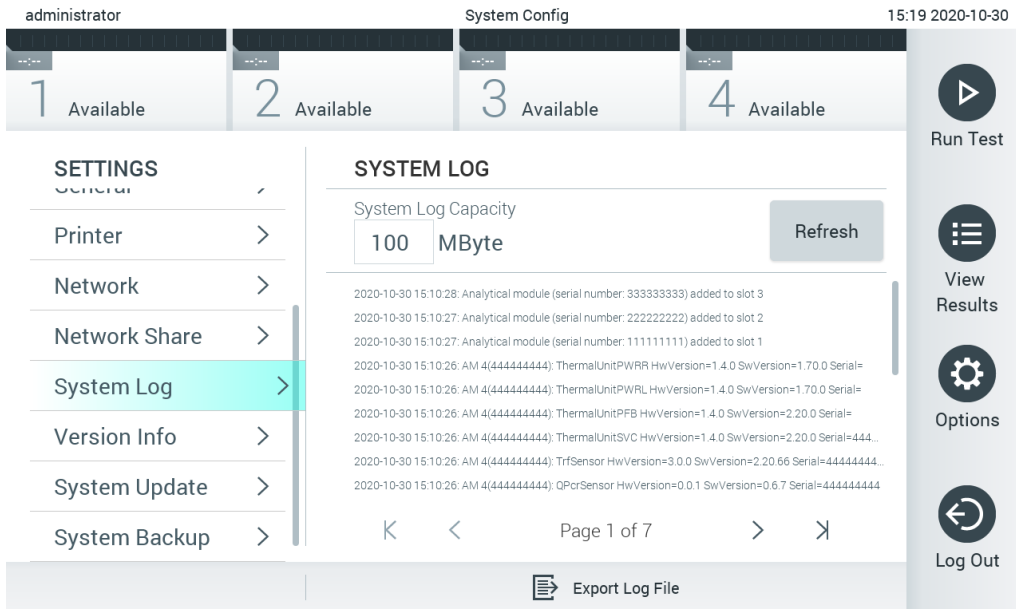 administrator System Config 15:19 2020-10-30
--:-- --:-- --:-- --:--
1 Available 2 Available 3 Available 4 Available
Run Test
SETTINGS
General
Printer
Network
Network Share
System Log
Version Info
System Update
System Backup
SYSTEM LOG
System Log Capacity
100 MByte
Refresh
2020-10-30 15:10:28: Analytical module (serial number: 333333333) added to slot 3
2020-10-30 15:10:27: Analytical module (serial number: 222222222) added to slot 2
2020-10-30 15:10:27: Analytical module (serial number: 111111111) added to slot 1
2020-10-30 15:10:26: AM 4(444444444): ThermalUnitPWRR HwVersion=1.4.0 SwVersion=1.70.0 Serial=
2020-10-30 15:10:26: AM 4(444444444): ThermalUnitPWRL HwVersion=1.4.0 SwVersion=1.70.0 Serial=
2020-10-30 15:10:26: AM 4(444444444): ThermalUnitPFB HwVersion=1.4.0 SwVersion=2.20.0 Serial=
2020-10-30 15:10:26: AM 4(444444444): ThermalUnitSVC HwVersion=1.4.0 SwVersion=2.20.0 Serial=444...
2020-10-30 15:10:26: AM 4(444444444): TrfSensor HwVersion=3.0.0 SwVersion=2.20.66 Serial=44444444...
2020-10-30 15:10:26: AM 4(444444444): QPcrSensor HwVersion=0.0.1 SwVersion=0.6.7 Serial=444444444
Page 1 of 7
View
Results
Options
Log Out
Export Log File